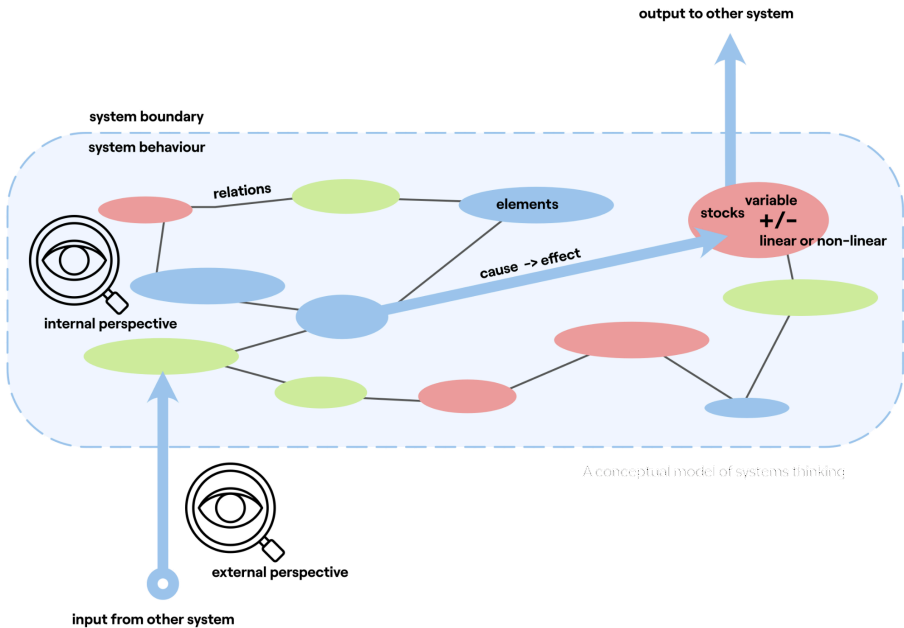 output to other system
system boundary
system behaviour
relations
elements
variable
stocks
+/-
linear or non-linear
cause -> effect
internal perspective
A conceptual model of systems thinking
external perspective
input from other system